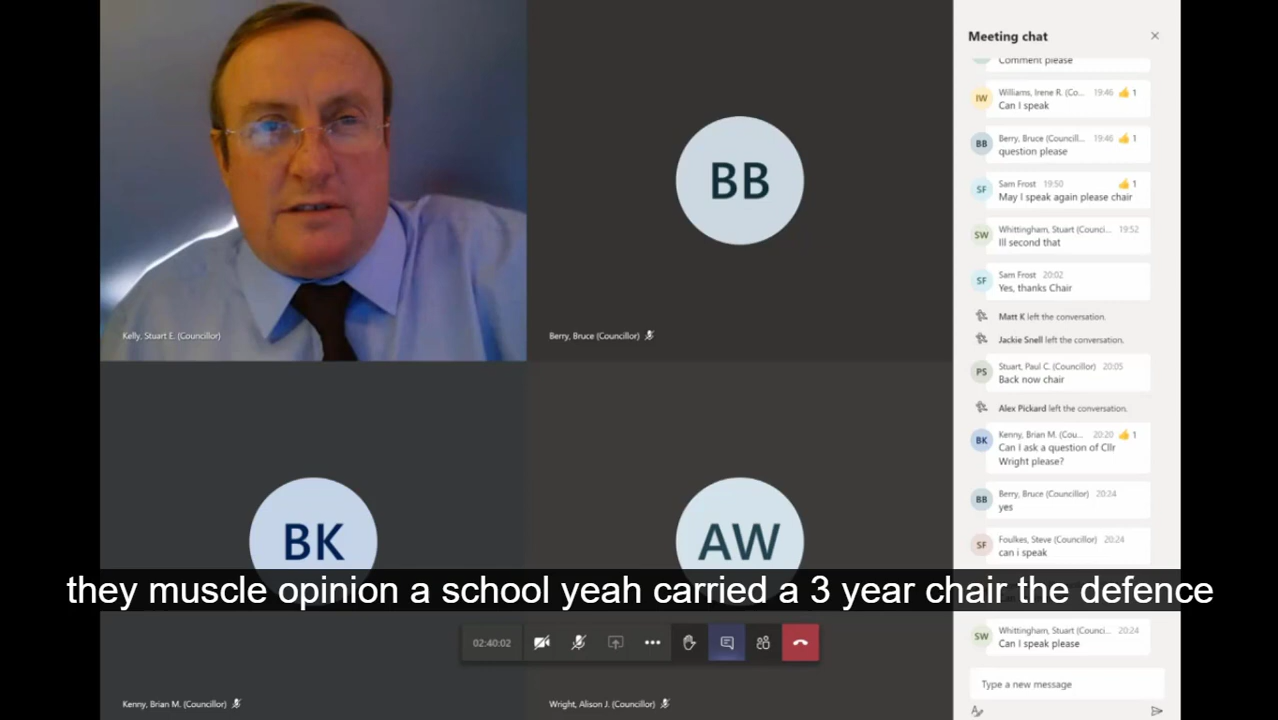 Kelly, Stuart E. (Councillor)
BB
Berry, Bruce (Councillor)
BK
Kenny, Brian M. (Councillor)
AW
Wright, Alison J. (Councillor)
they muscle opinion a school yeah carried a 3 year chair the defence
02:40:02
Meeting chat
Comment please
IW
Williams, Irene R. (Co... 19:46 👍 1
Can I speak
BB
Berry, Bruce (Councill... 19:46 👍 1
question please
SF
Sam Frost 19:50 👍 1
May I speak again please chair
SW
Whittingham, Stuart (Counci... 19:52
Ill second that
SF
Sam Frost 20:02
Yes, thanks Chair
Matt K left the conversation.
Jackie Snell left the conversation.
PS
Stuart, Paul C. (Councillor) 20:05
Back now chair
Alex Pickard left the conversation.
BK
Kenny, Brian M. (Cou... 20:20 👍 1
Can I ask a question of Cllr
Wright please?
BB
Berry, Bruce (Councillor) 20:24
yes
SF
Foulkes, Steve (Councillor) 20:24
can i speak
SW
Whittingham, Stuart (Counci... 20:24
Can I speak please
Type a new message